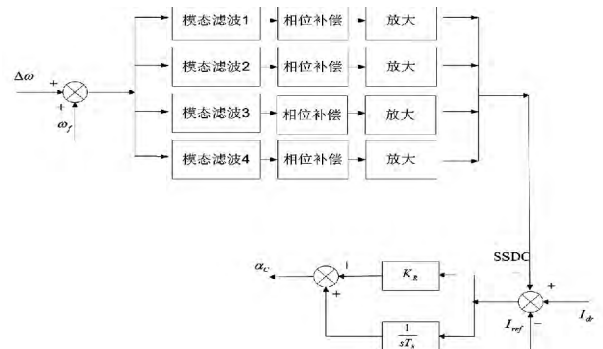 模态滤波1 相位补偿 放大
模态滤波2 相位补偿 放大
Δω + 
+
ω_f
模态滤波3 相位补偿 放大
模态滤波4 相位补偿 放大
SSDC
α_C
K_R
+
+
I_dr
I_ref −
1
sT_s